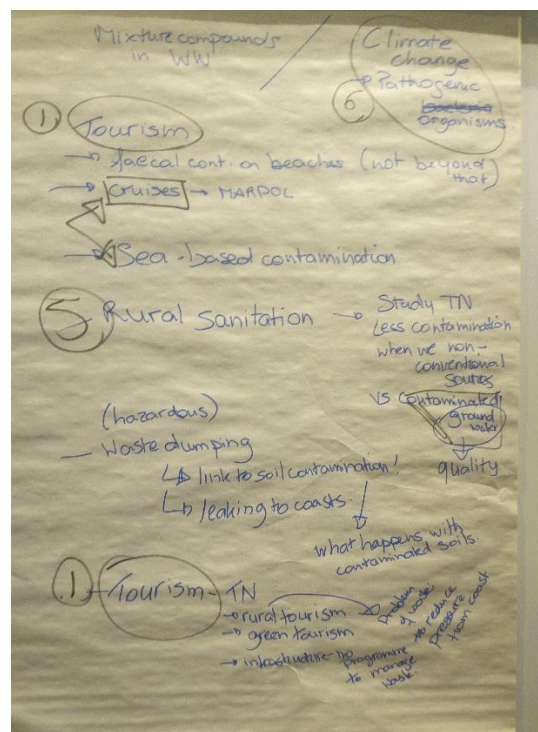 Mixture compounds
in WW
Climate
change
→ Pathogenic
bacteria
organisms.
6
1 Tourism
→ faecal cont. on beaches (not beyond
that)
→ cruises → MARPOL
→ Sea-based contamination
5 Rural sanitation → Study TN
Less contamination
when
non-
conventional
sources
vs contaminated
ground
water
↓
quality
(hazardous)
— Waste dumping
↳ link to soil contamination!
↳ leaking to coasts.
what happens with
contaminated soils.
1 - Tourism - TN
→ rural tourism
→ green tourism
→ infrastructure - no
programme
to manage
waste.
Problem
of waste.
to reduce
pressure
from coast